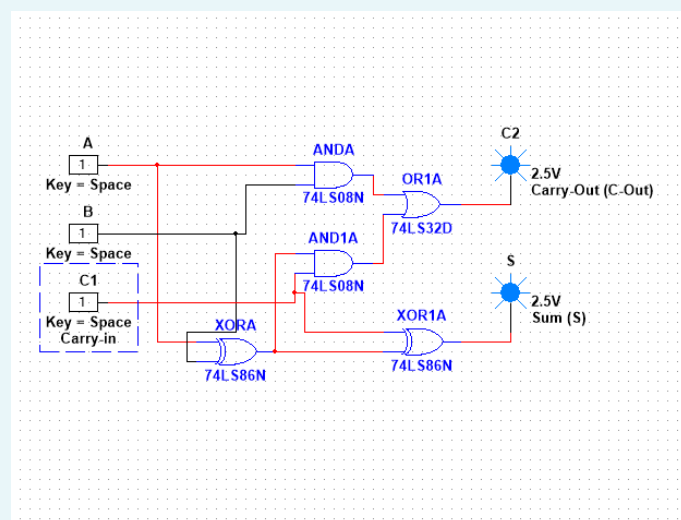 A
1
Key = Space
B
1
Key = Space
C1
1
Key = Space
Carry-in
ANDA
74LS08N
AND1A
74LS08N
OR1A
74LS32D
XORA
74LS86N
XOR1A
74LS86N
C2
2.5V
Carry-Out (C-Out)
S
2.5V
Sum (S)